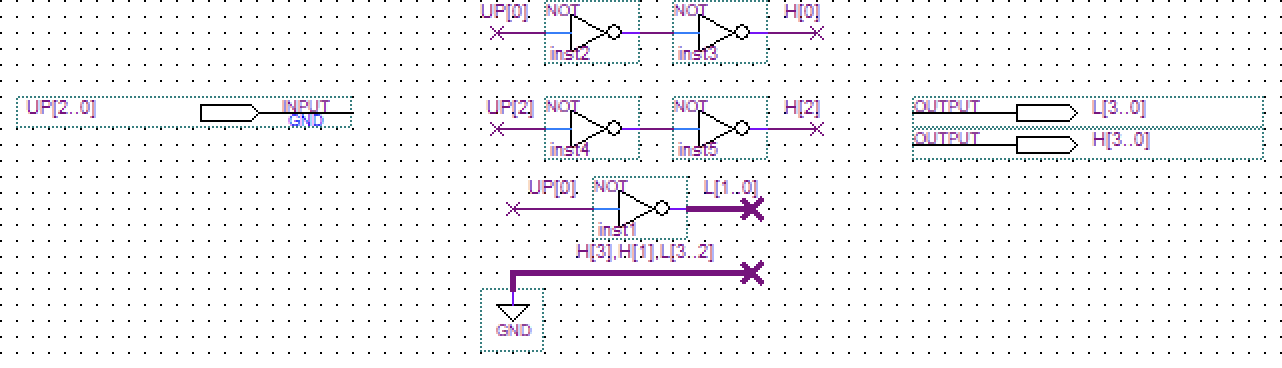 UP[0] NOT NOT H[0]
inst2 inst3
UP[2..0] INPUT UP[2] NOT NOT H[2] OUTPUT L[3..0]
GND
OUTPUT H[3..0]
inst4 inst5
UP[0] NOT L[1..0]
inst1
H[3],H[1],L[3..2]
GND